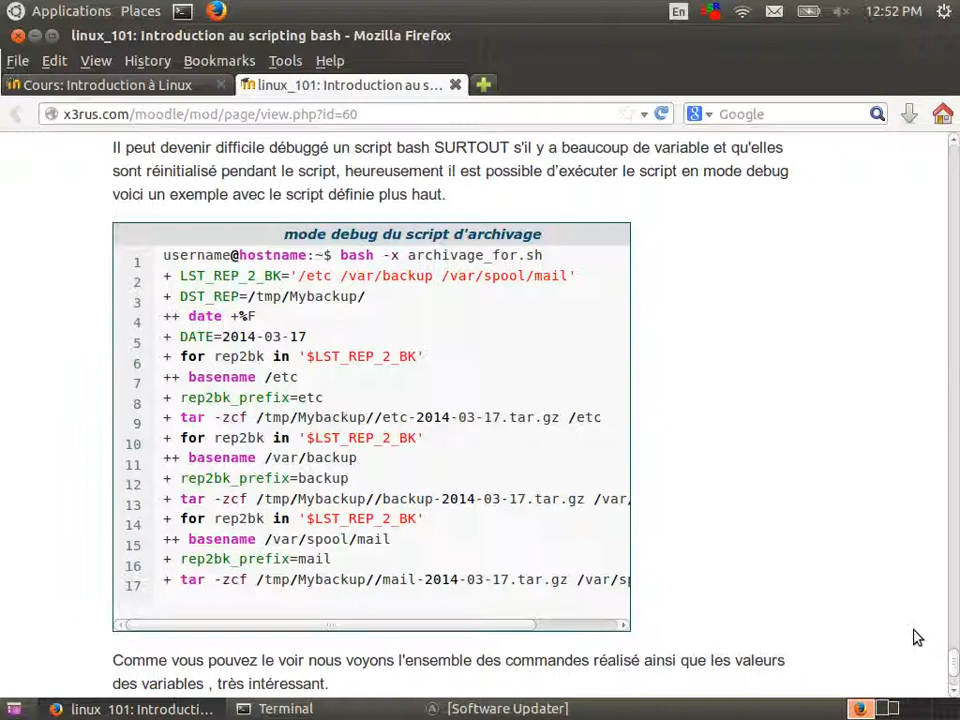 Applications Places En 12:52 PM
linux_101: Introduction au scripting bash - Mozilla Firefox
File Edit View History Bookmarks Tools Help
Cours: Introduction à Linux linux_101: Introduction au s...
x3rus.com/moodle/mod/page/view.php?id=60 Google
Il peut devenir difficile débuggé un script bash SURTOUT s'il y a beaucoup de variable et qu'elles
sont réinitialisé pendant le script, heureusement il est possible d'exécuter le script en mode debug
voici un exemple avec le script définie plus haut.
mode debug du script d'archivage
1 username@hostname:~$ bash -x archivage_for.sh
2 + LST_REP_2_BK='/etc /var/backup /var/spool/mail'
3 + DST_REP=/tmp/Mybackup/
4 ++ date +%F
5 + DATE=2014-03-17
6 + for rep2bk in '$LST_REP_2_BK'
7 ++ basename /etc
8 + rep2bk_prefix=etc
9 + tar -zcf /tmp/Mybackup//etc-2014-03-17.tar.gz /etc
10 + for rep2bk in '$LST_REP_2_BK'
11 ++ basename /var/backup
12 + rep2bk_prefix=backup
13 + tar -zcf /tmp/Mybackup//backup-2014-03-17.tar.gz /var/
14 + for rep2bk in '$LST_REP_2_BK'
15 ++ basename /var/spool/mail
16 + rep2bk_prefix=mail
17 + tar -zcf /tmp/Mybackup//mail-2014-03-17.tar.gz /var/sp
Comme vous pouvez le voir nous voyons l'ensemble des commandes réalisé ainsi que les valeurs
des variables , très intéressant.
linux_101: Introducti... Terminal [Software Updater]